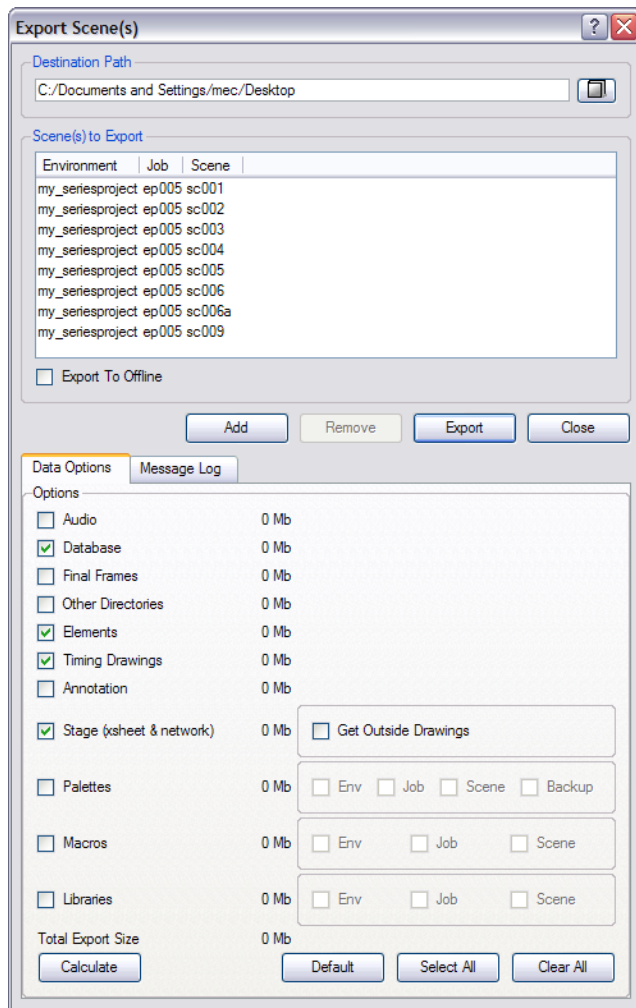 Export Scene(s)
Destination Path
C:/Documents and Settings/mec/Desktop
Scene(s) to Export
Environment Job Scene
my_seriesproject ep005 sc001
my_seriesproject ep005 sc002
my_seriesproject ep005 sc003
my_seriesproject ep005 sc004
my_seriesproject ep005 sc005
my_seriesproject ep005 sc006
my_seriesproject ep005 sc006a
my_seriesproject ep005 sc009
Export To Offline
Add Remove Export Close
Data Options Message Log
Options
Audio 0 Mb
Database 0 Mb
Final Frames 0 Mb
Other Directories 0 Mb
Elements 0 Mb
Timing Drawings 0 Mb
Annotation 0 Mb
Stage (xsheet & network) 0 Mb Get Outside Drawings
Palettes 0 Mb Env Job Scene Backup
Macros 0 Mb Env Job Scene
Libraries 0 Mb Env Job Scene
Total Export Size 0 Mb
Calculate Default Select All Clear All